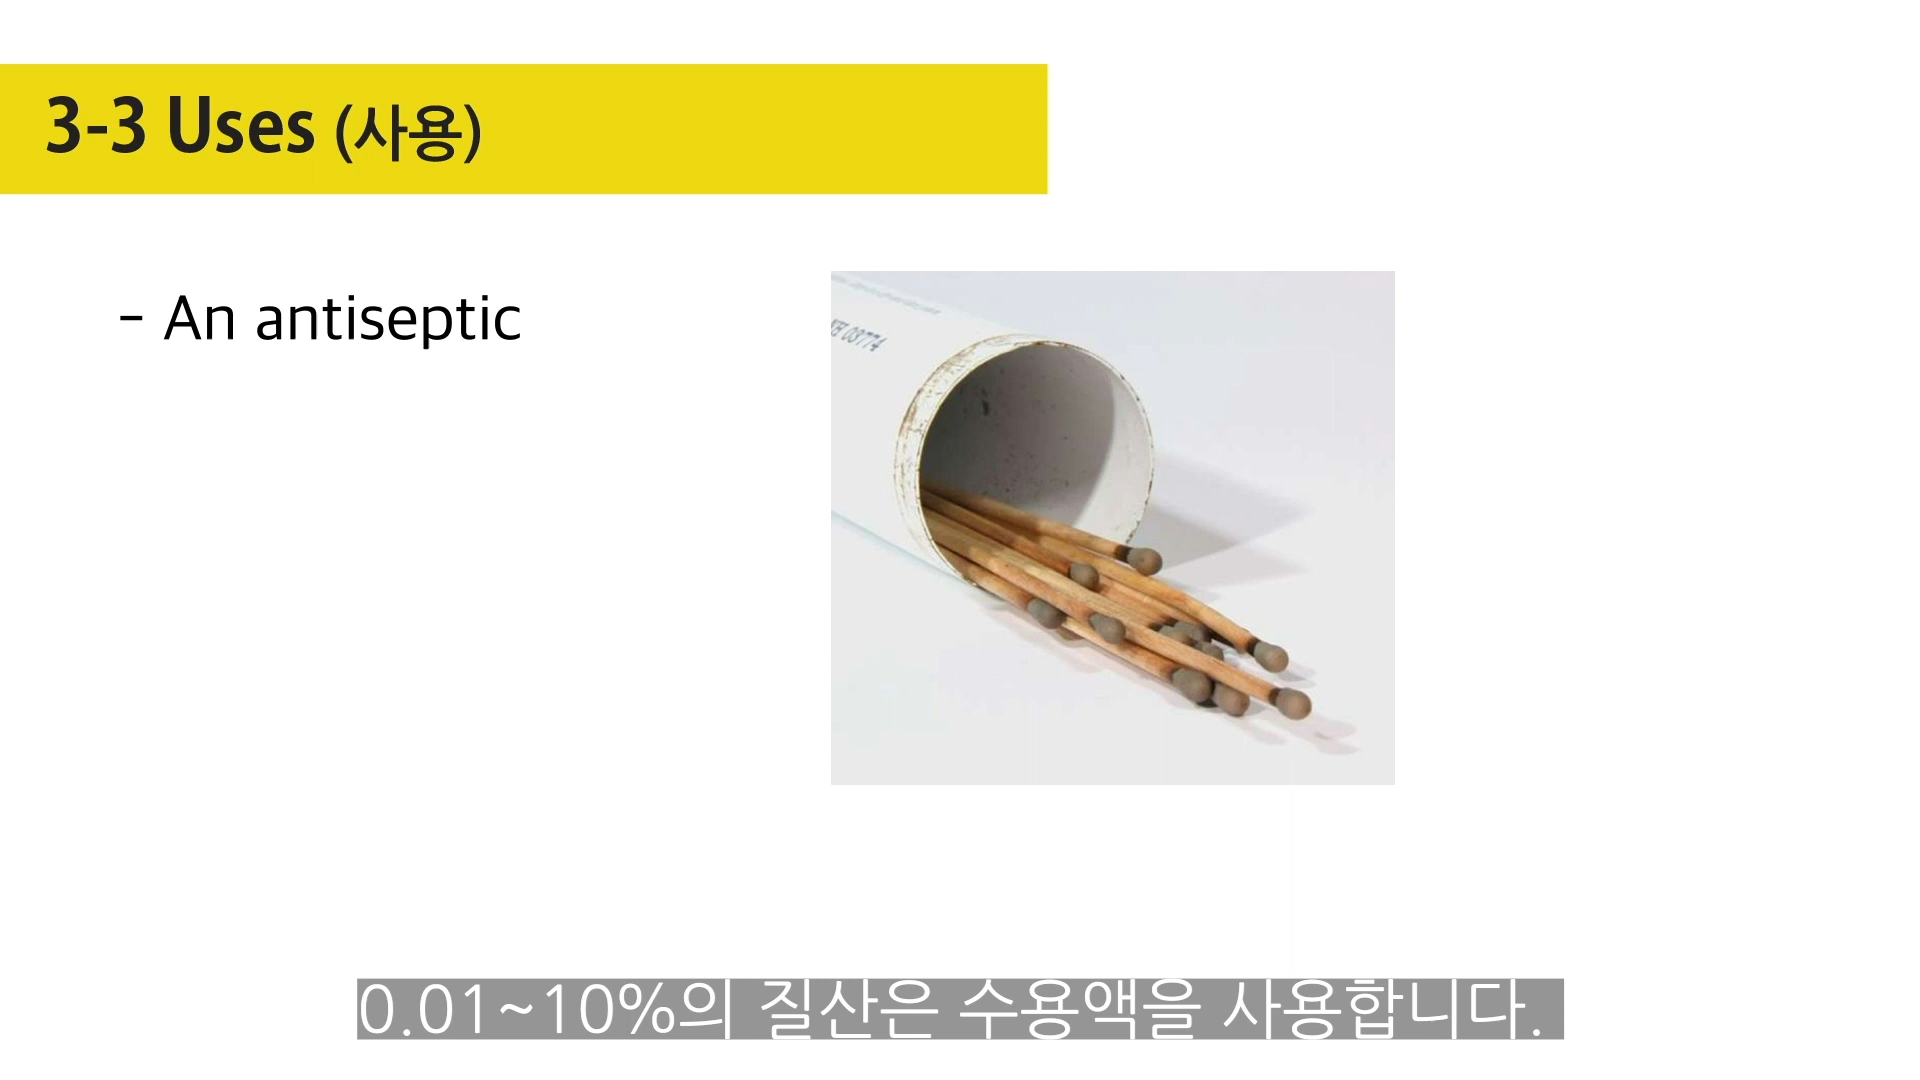 3-3 Uses (사용)
- An antiseptic
0.01~10%의 질산은 수용액을 사용합니다.